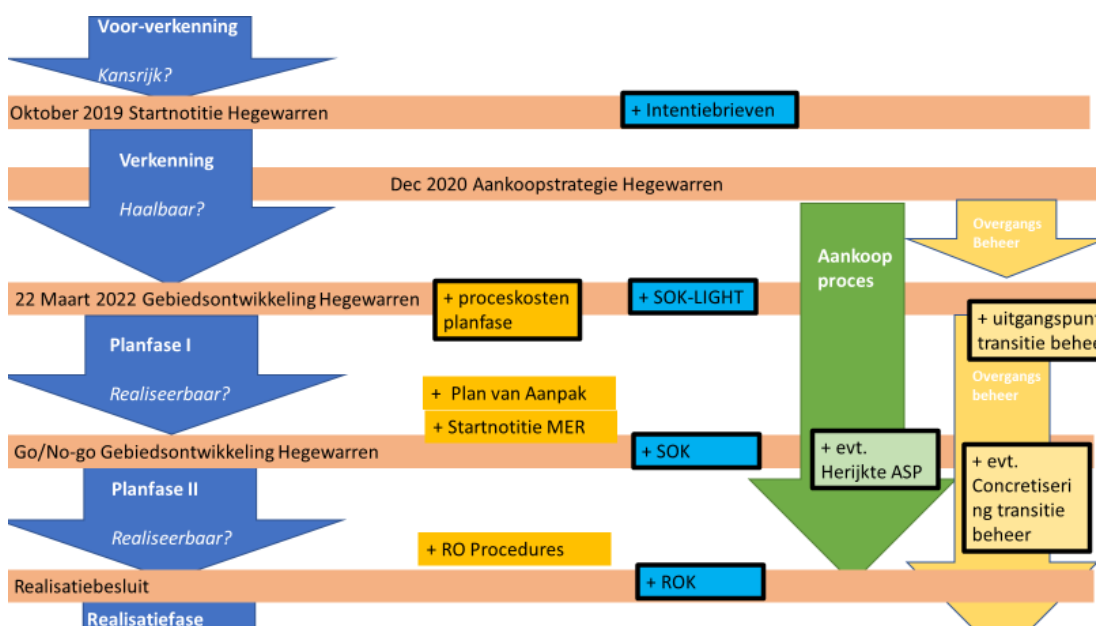 Voor-verkenning
Kansrijk?
Oktober 2019 Startnotitie Hegewarren
+ Intentiebrieven
Verkenning
Dec 2020 Aankoopstrategie Hegewarren
Haalbaar?
Overgangs
Beheer
Aankoop
proces
22 Maart 2022 Gebiedsontwikkeling Hegewarren
+ proceskosten
planfase
+ SOK-LIGHT
+ uitgangspunt
transitie behee
Planfase I
Realiseerbaar?
Overgangs
beheer
+ Plan van Aanpak
+ Startnotitie MER
Go/No-go Gebiedsontwikkeling Hegewarren
+ SOK
+ evt.
Herijkte ASP
+ evt.
Concretiseri
ng transitie
beheer
Planfase II
Realiseerbaar?
+ RO Procedures
Realisatiebesluit
+ ROK
Realisatiefase